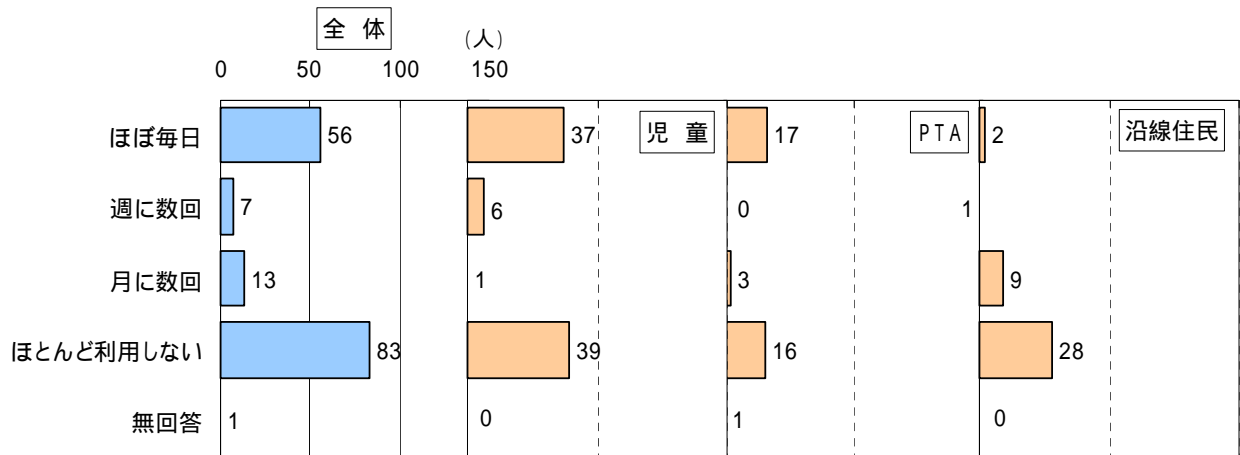 全 体
(人)
0 50 100 150
ほぼ毎日 56 37 児 童 17 PTA 2 沿線住民
週に数回 7 6 0 1
月に数回 13 1 3 9
ほとんど利用しない 83 39 16 28
無回答 1 0 1 0